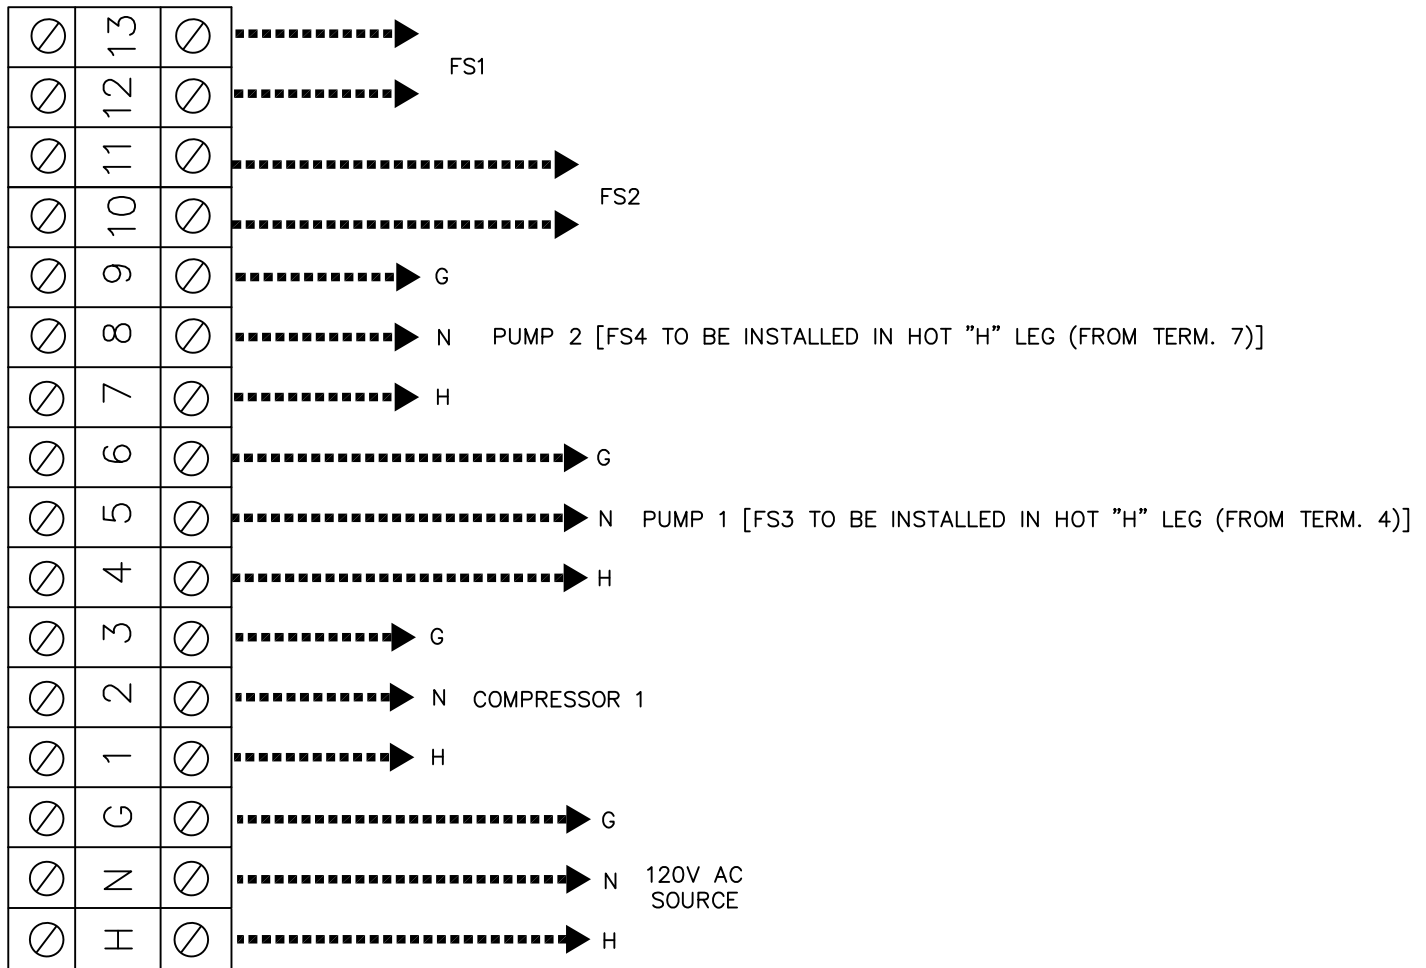 13
FS1
12
11
FS2
10
9 G
8 N PUMP 2 [FS4 TO BE INSTALLED IN HOT "H" LEG (FROM TERM. 7)]
7 H
6 G
5 N PUMP 1 [FS3 TO BE INSTALLED IN HOT "H" LEG (FROM TERM. 4)]
4 H
3 G
2 N COMPRESSOR 1
1 H
G G
N N 120V AC
SOURCE
H H